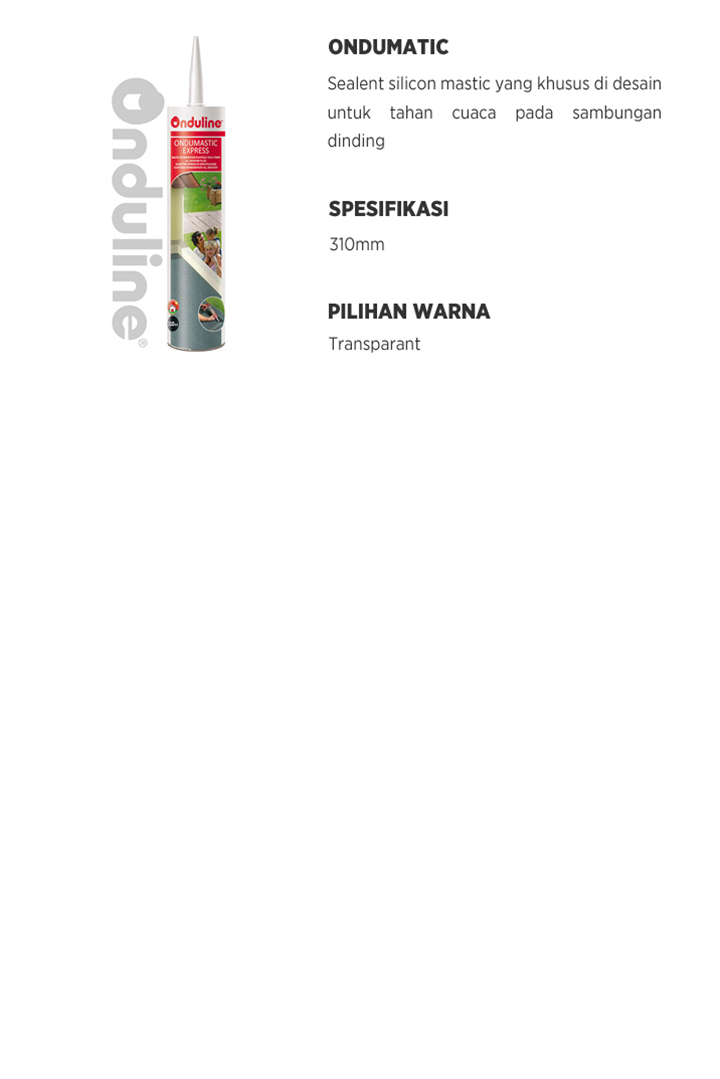 Onduline®
Onduline
ONDUMASTIC
EXPRESS
ONDUMATIC
Sealent silicon mastic yang khusus di desain
untuk tahan cuaca pada sambungan
dinding
SPESIFIKASI
310mm
PILIHAN WARNA
Transparant